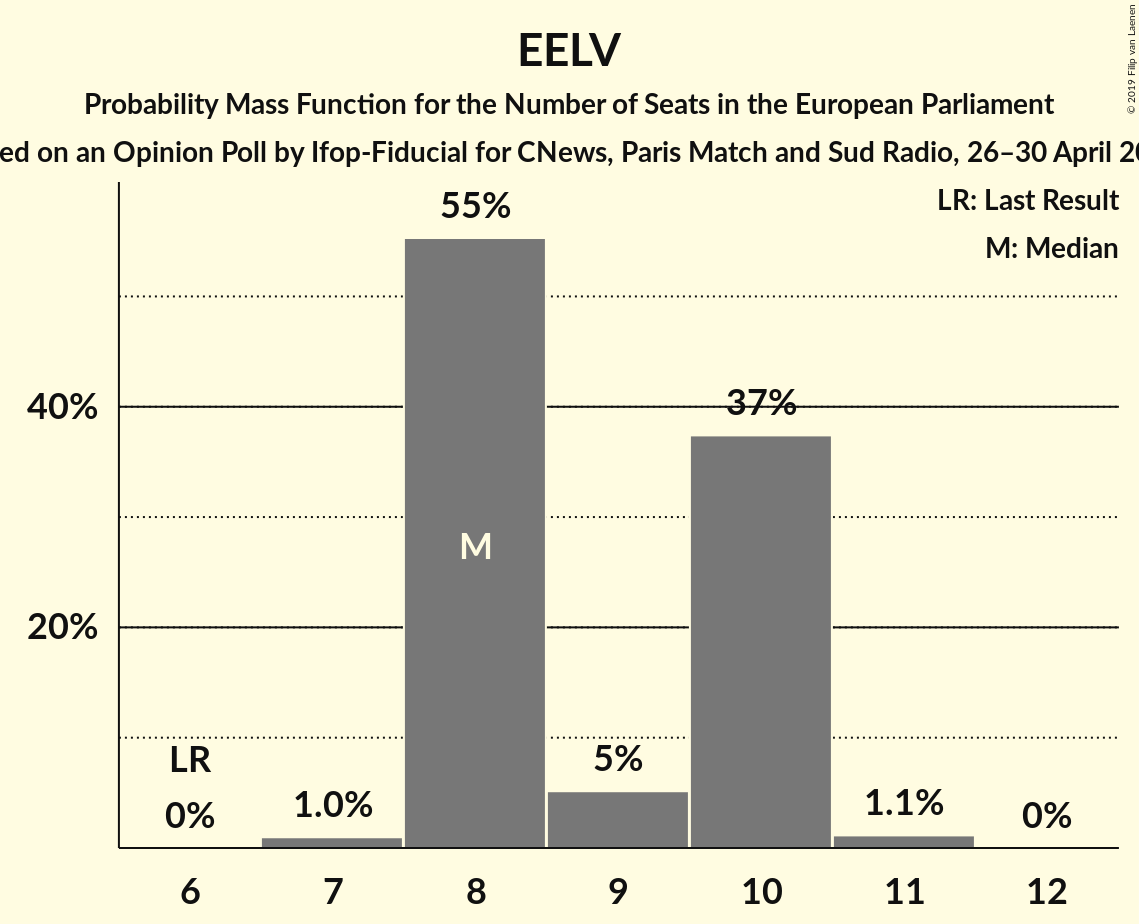 EELV
Probability Mass Function for the Number of Seats in the European Parliament
on an Opinion Poll by Ifop-Fiducial for CNews, Paris Match and Sud Radio, 26–30 April
© 2019 Filip van Laenen
LR: Last Result
M: Median
55%
40%
37%
M
20%
LR
5%
0%
1.0%
1.1%
0%
6 7 8 9 10 11 12